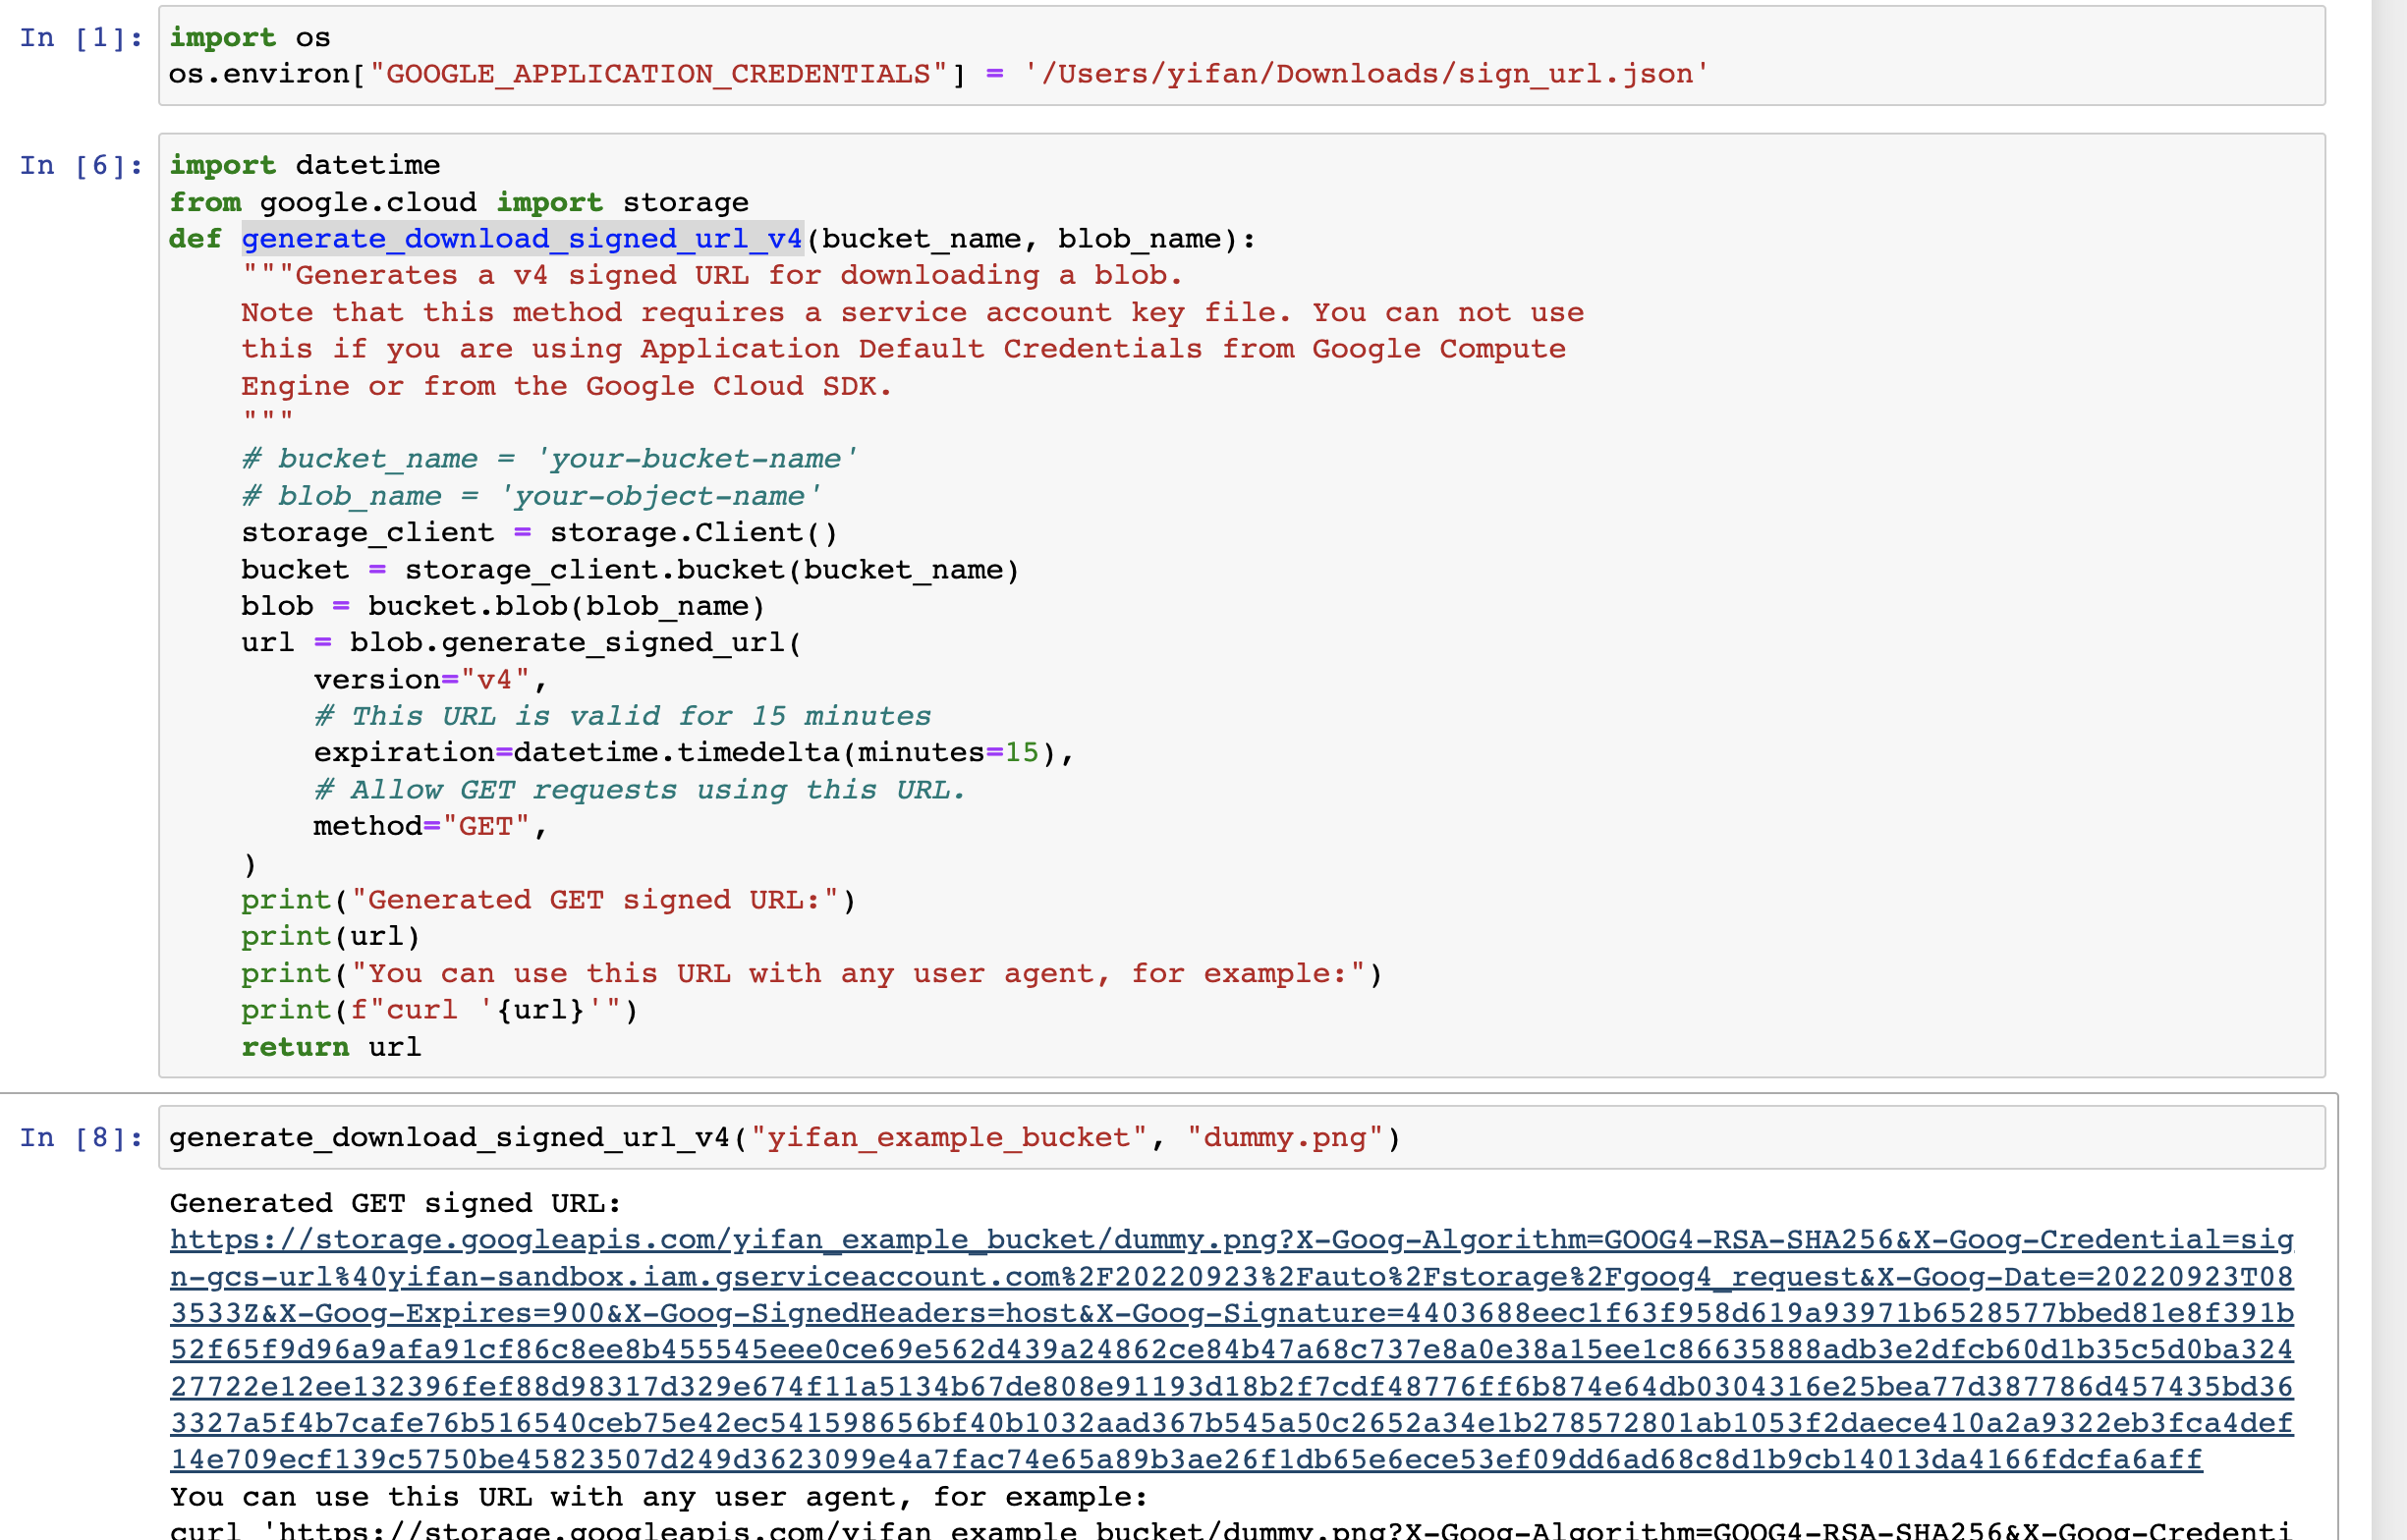 In [1]:
import os
os.environ["GOOGLE_APPLICATION_CREDENTIALS"] = '/Users/yifan/Downloads/sign_url.json'
In [6]:
import datetime
from google.cloud import storage
def generate_download_signed_url_v4(bucket_name, blob_name):
    """Generates a v4 signed URL for downloading a blob.
    Note that this method requires a service account key file. You can not use
    this if you are using Application Default Credentials from Google Compute
    Engine or from the Google Cloud SDK.
    """
    # bucket_name = 'your-bucket-name'
    # blob_name = 'your-object-name'
    storage_client = storage.Client()
    bucket = storage_client.bucket(bucket_name)
    blob = bucket.blob(blob_name)
    url = blob.generate_signed_url(
        version="v4",
        # This URL is valid for 15 minutes
        expiration=datetime.timedelta(minutes=15),
        # Allow GET requests using this URL.
        method="GET",
    )
    print("Generated GET signed URL:")
    print(url)
    print("You can use this URL with any user agent, for example:")
    print(f"curl '{url}'")
    return url
In [8]:
generate_download_signed_url_v4("yifan_example_bucket", "dummy.png")
Generated GET signed URL:
https://storage.googleapis.com/yifan_example_bucket/dummy.png?X-Goog-Algorithm=GOOG4-RSA-SHA256&X-Goog-Credential=sig
n-gcs-url%40yifan-sandbox.iam.gserviceaccount.com%2F20220923%2Fauto%2Fstorage%2Fgoog4_request&X-Goog-Date=20220923T08
3533Z&X-Goog-Expires=900&X-Goog-SignedHeaders=host&X-Goog-Signature=4403688eec1f63f958d619a93971b6528577bbed81e8f391b
52f65f9d96a9afa91cf86c8ee8b455545eee0ce69e562d439a24862ce84b47a68c737e8a0e38a15ee1c86635888adb3e2dfcb60d1b35c5d0ba324
27722e12ee132396fef88d98317d329e674f11a5134b67de808e91193d18b2f7cdf48776ff6b874e64db0304316e25bea77d387786d457435bd36
3327a5f4b7cafe76b516540ceb75e42ec541598656bf40b1032aad367b545a50c2652a34e1b278572801ab1053f2daece410a2a9322eb3fca4def
14e709ecf139c5750be45823507d249d3623099e4a7fac74e65a89b3ae26f1db65e6ece53ef09dd6ad68c8d1b9cb14013da4166fdcfa6aff
You can use this URL with any user agent, for example:
curl 'https://storage.googleapis.com/yifan_example_bucket/dummy.png?X-Goog-Algorithm=GOOG4-RSA-SHA256&X-Goog-Credenti